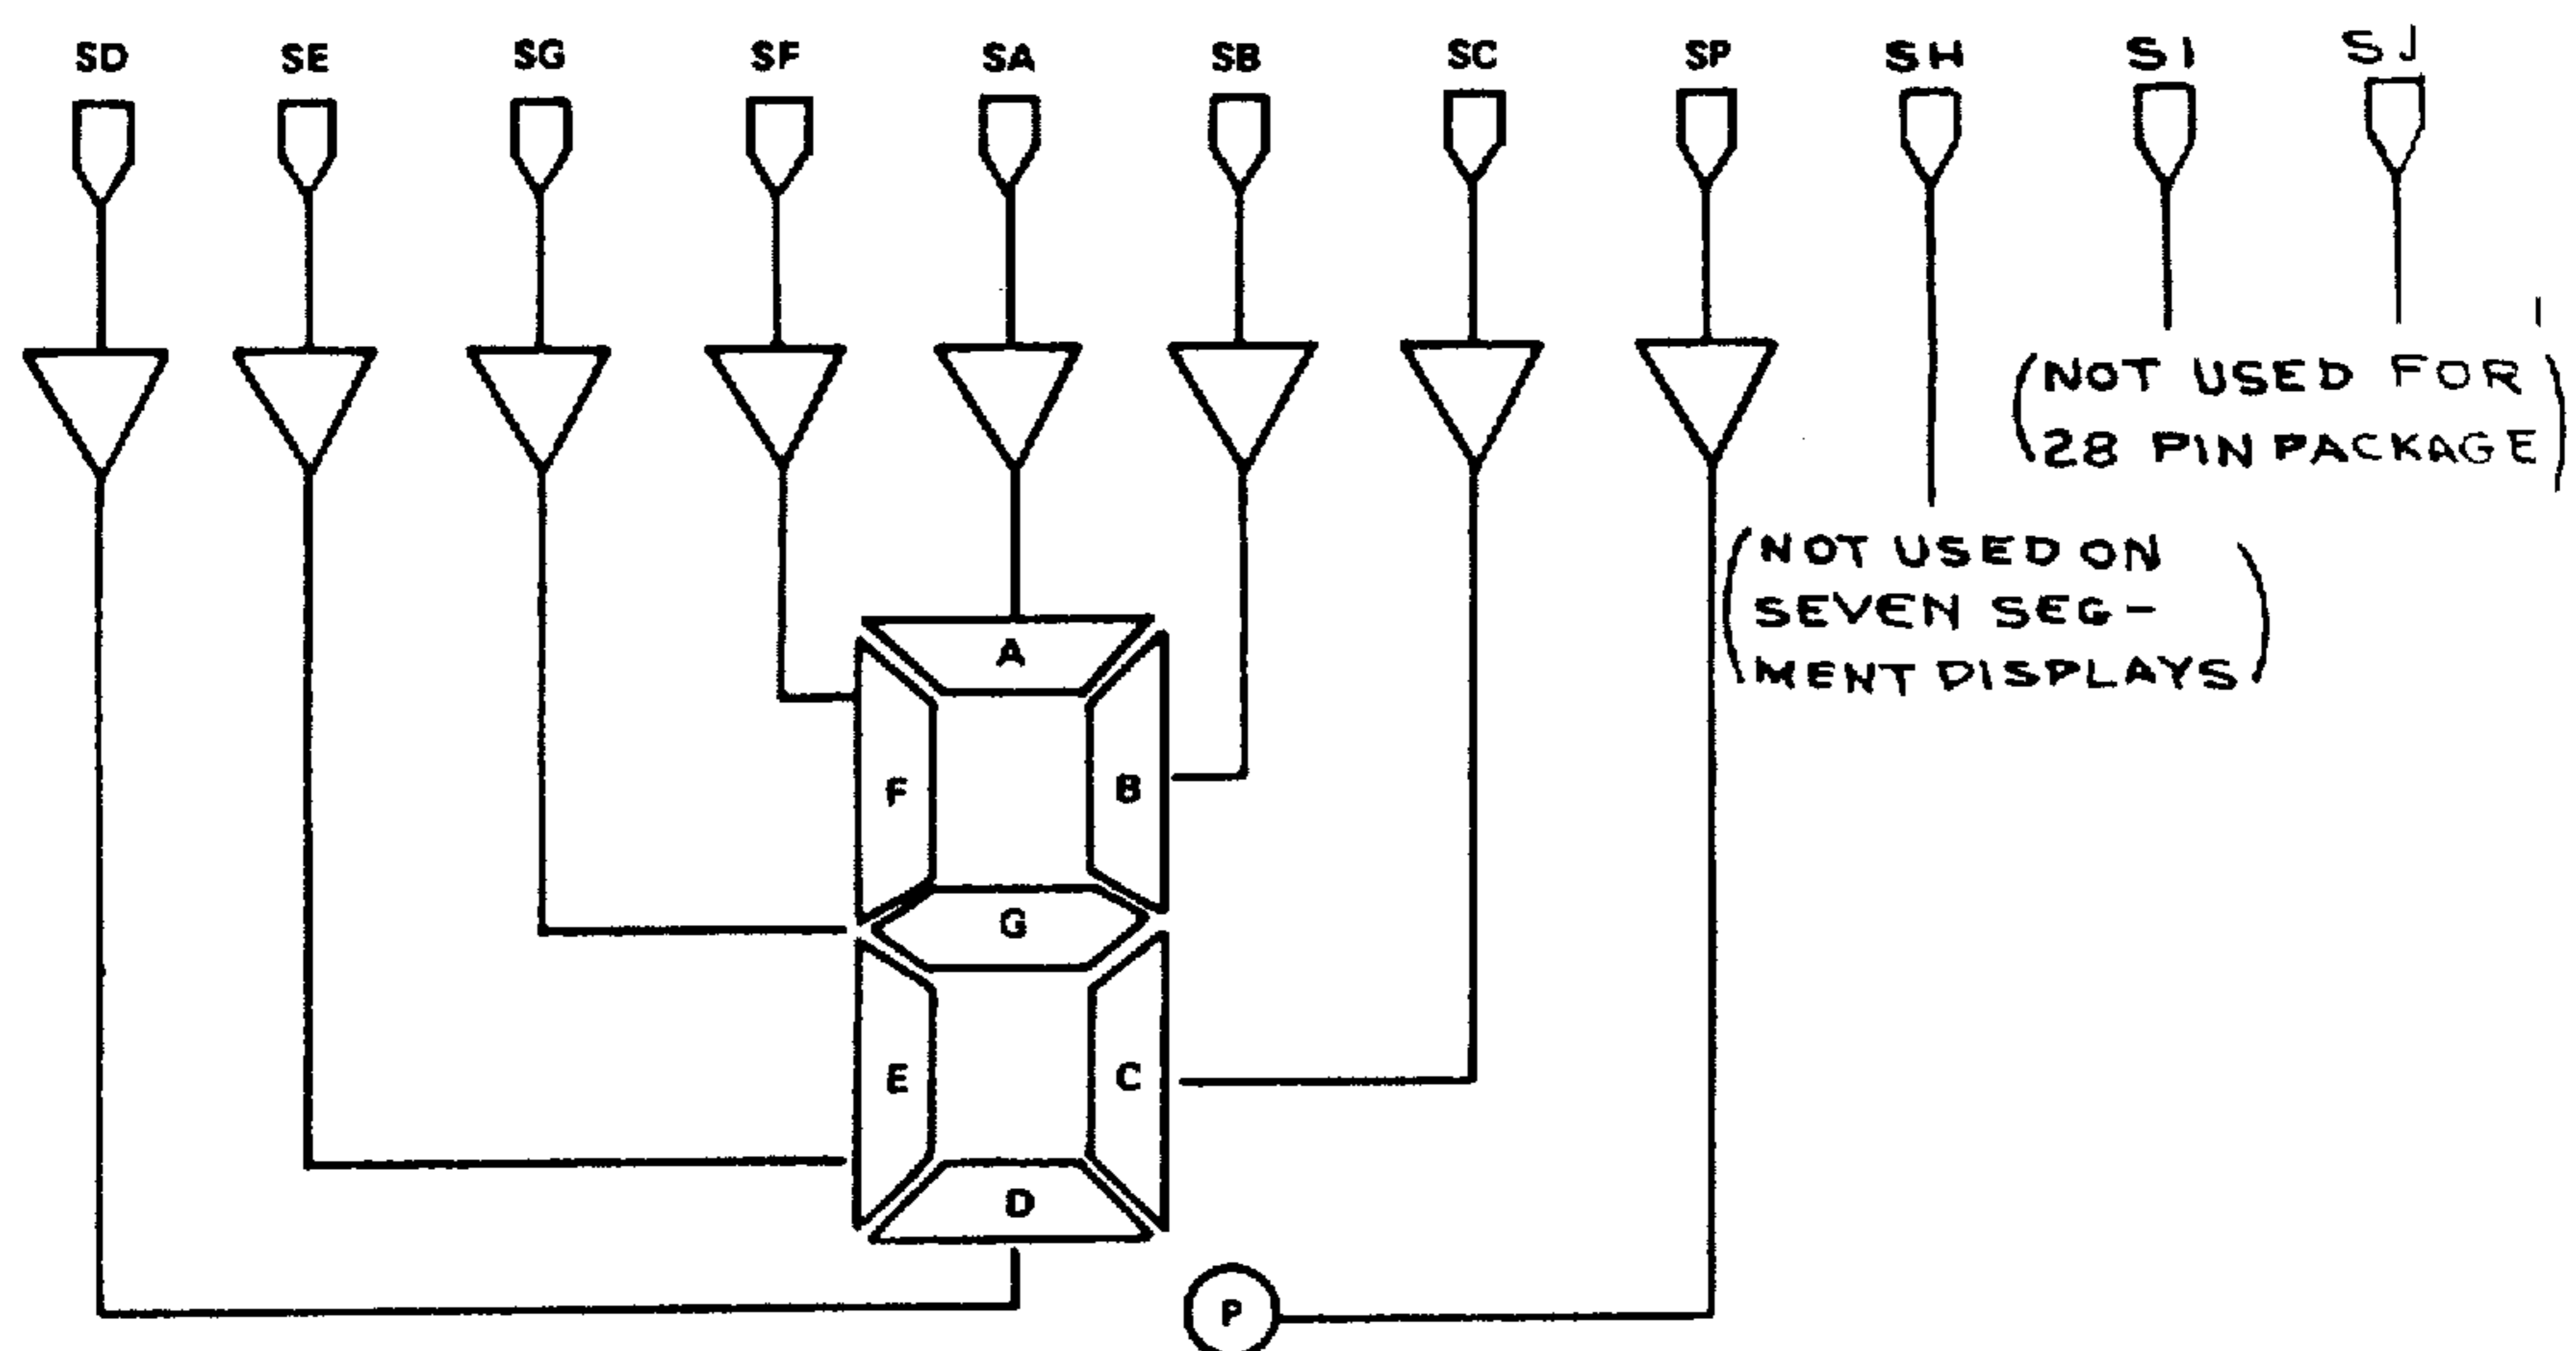 SD SE SG SF SA SB SC SP SH SI SJ
(NOT USED FOR
28 PIN PACKAGE)
(NOT USED ON
SEVEN SEG-
MENT DISPLAYS)
A
F B
G
E C
D
P